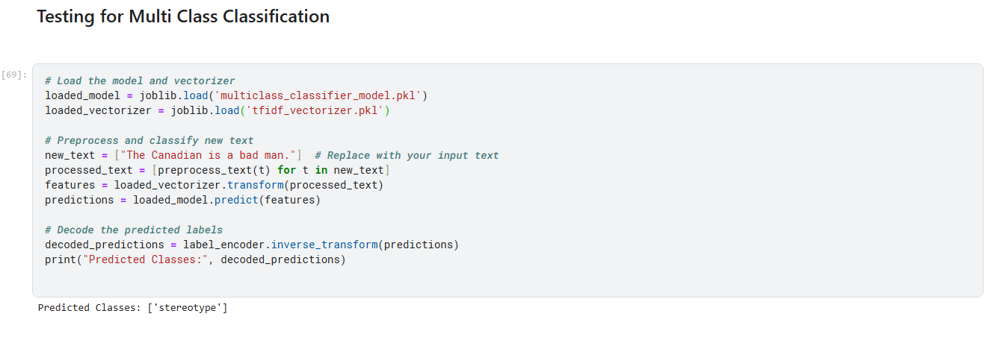 Testing for Multi Class Classification
[69]:
# Load the model and vectorizer
loaded_model = joblib.load('multiclass_classifier_model.pkl')
loaded_vectorizer = joblib.load('tfidf_vectorizer.pkl')
# Preprocess and classify new text
new_text = ["The Canadian is a bad man."]  # Replace with your input text
processed_text = [preprocess_text(t) for t in new_text]
features = loaded_vectorizer.transform(processed_text)
predictions = loaded_model.predict(features)
# Decode the predicted labels
decoded_predictions = label_encoder.inverse_transform(predictions)
print("Predicted Classes:", decoded_predictions)
Predicted Classes: ['stereotype']